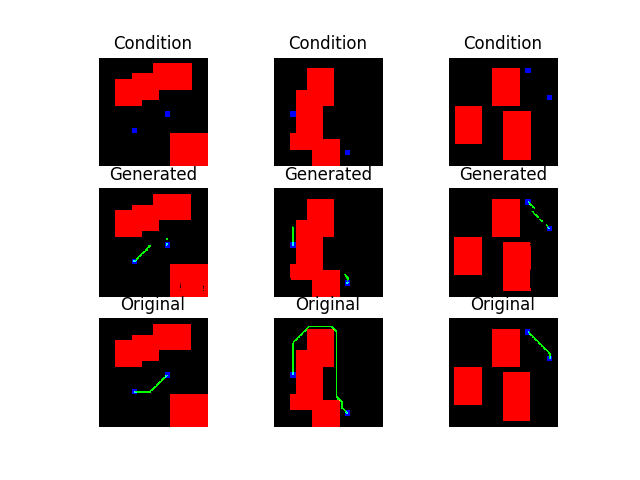 Condition
Condition
Condition
Generated
Generated
Generated
Original
Original
Original